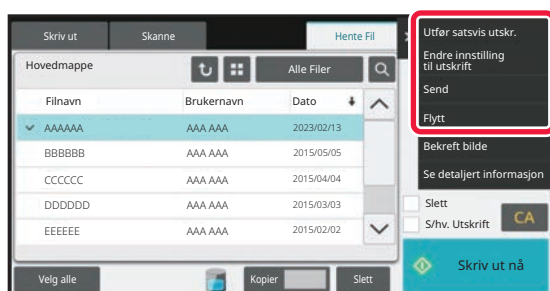 Skriv ut
Skanne
Hente Fil
Hovedmappe
Alle Filer
Filnavn Brukernavn Dato
AAAAAA AAA AAA 2023/02/13
BBBBBB AAA AAA 2015/05/05
CCCCCC AAA AAA 2015/04/04
DDDDDD AAA AAA 2015/03/03
EEEEEE AAA AAA 2015/02/02
Velg alle
Kopier
Slett
Utfør satsvis utskr.
Endre innstilling
til utskrift
Send
Flytt
Bekreft bilde
Se detaljert informasjon
Slett
S/hv. Utskrift
CA
Skriv ut nå